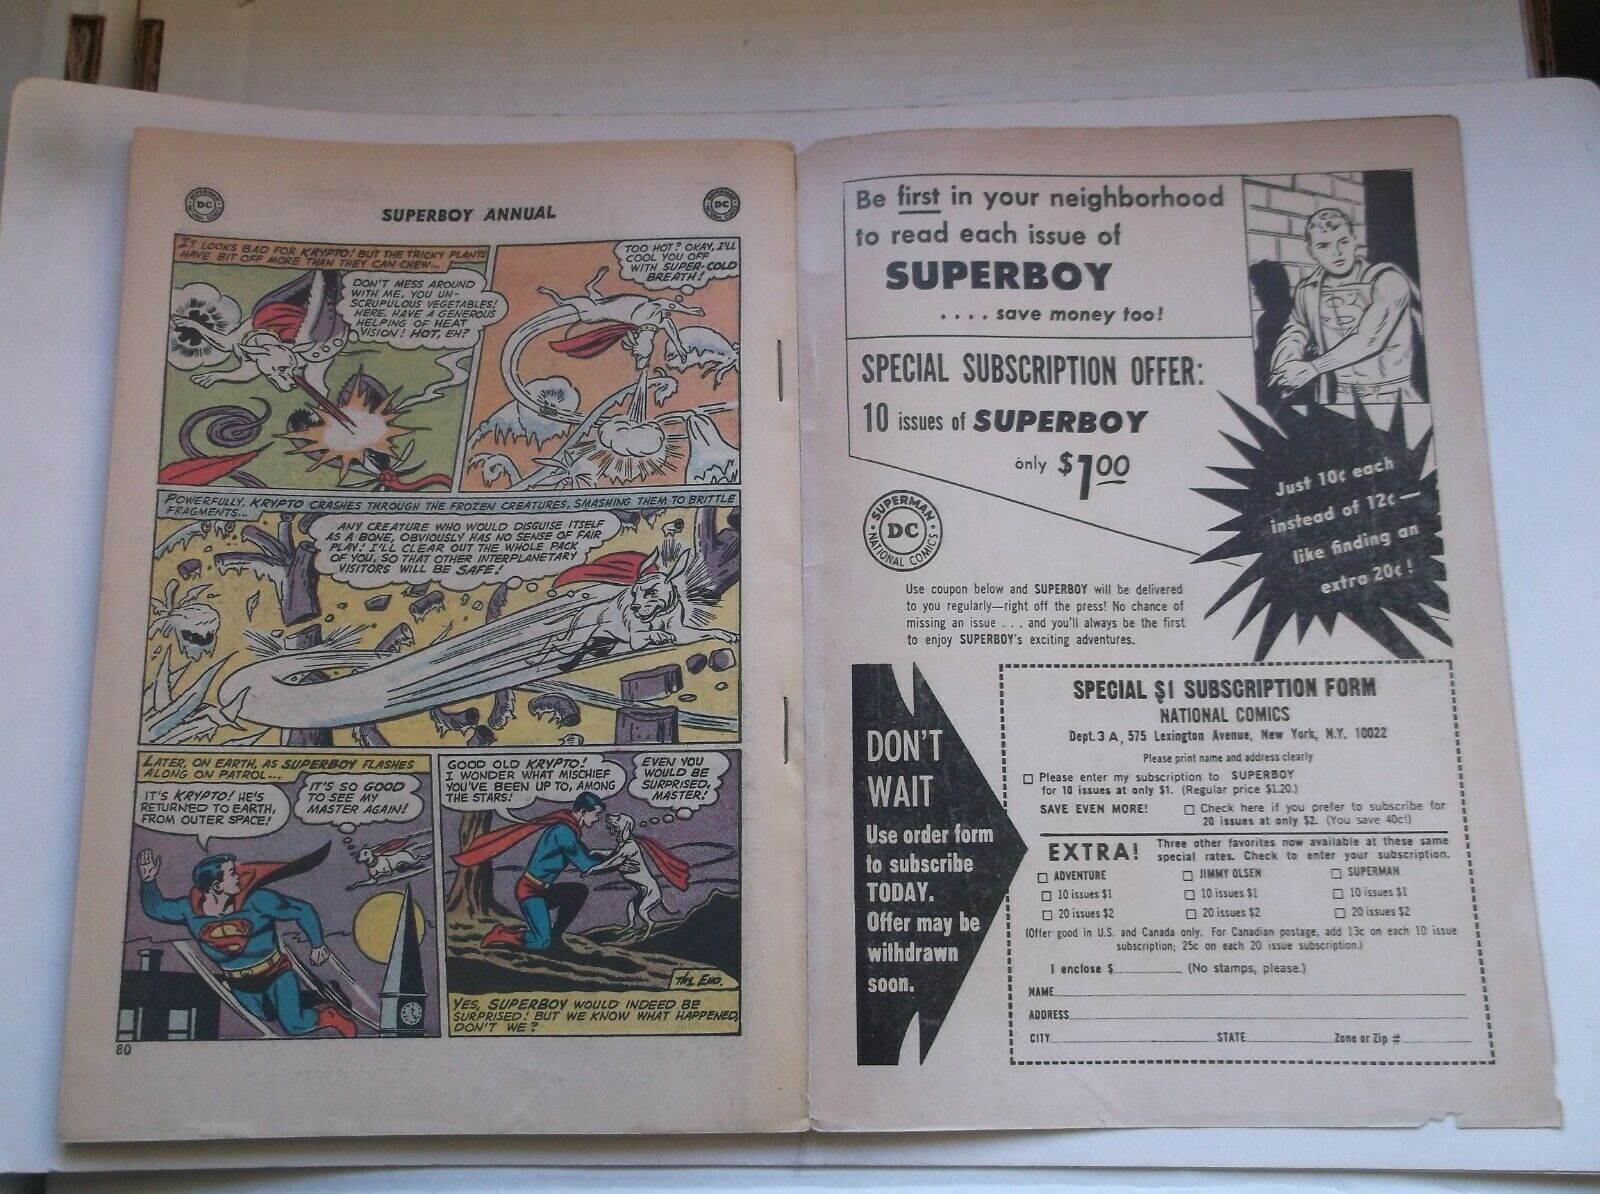 SUPERMAN
DC
NATIONAL COMICS
SUPERBOY ANNUAL
SUPERMAN
DC
NATIONAL COMICS
IT LOOKS BAD FOR KRYPTO! BUT THE TRICKY PLANTS
HAVE BIT OFF MORE THAN THEY CAN CHEW...
DON'T MESS AROUND
WITH ME, YOU UN-
SCRUPULOUS VEGETABLES!
HERE, HAVE A GENEROUS
HELPING OF HEAT
VISION! HOT, EH?
TOO HOT? OKAY, I'LL
COOL YOU OFF
WITH SUPER-COLD
BREATH!
POWERFULLY, KRYPTO CRASHES THROUGH THE FROZEN CREATURES, SMASHING THEM TO BRITTLE
FRAGMENTS...
ANY CREATURE WHO WOULD DISGUISE ITSELF
AS A BONE, OBVIOUSLY HAS NO SENSE OF FAIR
PLAY! I'LL CLEAR OUT THE WHOLE PACK
OF YOU, SO THAT OTHER INTERPLANETARY
VISITORS WILL BE SAFE!
LATER, ON EARTH, AS SUPERBOY FLASHES
ALONG ON PATROL...
IT'S KRYPTO! HE'S
RETURNED TO EARTH,
FROM OUTER SPACE!
IT'S SO GOOD
TO SEE MY
MASTER AGAIN!
GOOD OLD KRYPTO!
I WONDER WHAT MISCHIEF
YOU'VE BEEN UP TO, AMONG
THE STARS!
EVEN YOU
WOULD BE
SURPRISED,
MASTER!
THE END.
YES, SUPERBOY WOULD INDEED BE
SURPRISED! BUT WE KNOW WHAT HAPPENED,
DON'T WE?
80
Be first in your neighborhood
to read each issue of
SUPERBOY
. . . . save money too!
SPECIAL SUBSCRIPTION OFFER:
10 issues of SUPERBOY
only $1.00
Just 10¢ each
instead of 12¢ —
like finding an
extra 20¢!
SUPERMAN
DC
NATIONAL COMICS
Use coupon below and SUPERBOY will be delivered
to you regularly—right off the press! No chance of
missing an issue . . . and you'll always be the first
to enjoy SUPERBOY's exciting adventures.
DON'T
WAIT
Use order form
to subscribe
TODAY.
Offer may be
withdrawn
soon.
SPECIAL $1 SUBSCRIPTION FORM
NATIONAL COMICS
Dept. 3 A, 575 Lexington Avenue, New York, N.Y. 10022
Please print name and address clearly
Please enter my subscription to SUPERBOY
for 10 issues at only $1. (Regular price $1.20.)
SAVE EVEN MORE! Check here if you prefer to subscribe for
20 issues at only $2. (You save 40c!)
EXTRA! Three other favorites now available at these same
special rates. Check to enter your subscription.
ADVENTURE JIMMY OLSEN SUPERMAN
10 issues $1 10 issues $1 10 issues $1
20 issues $2 20 issues $2 20 issues $2
(Offer good in U.S. and Canada only. For Canadian postage, add 13c on each 10 issue
subscription; 25c on each 20 issue subscription.)
I enclose $ (No stamps, please.)
NAME
ADDRESS
CITY STATE Zone or Zip #